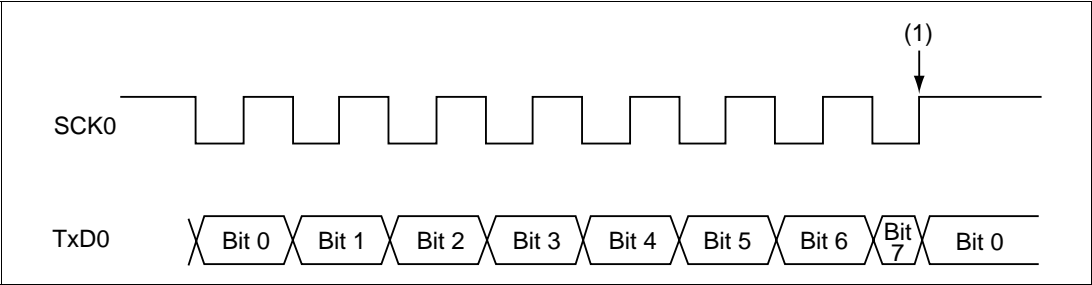 (1)
SCK0
TxD0
Bit 0
Bit 1
Bit 2
Bit 3
Bit 4
Bit 5
Bit 6
Bit
7
Bit 0